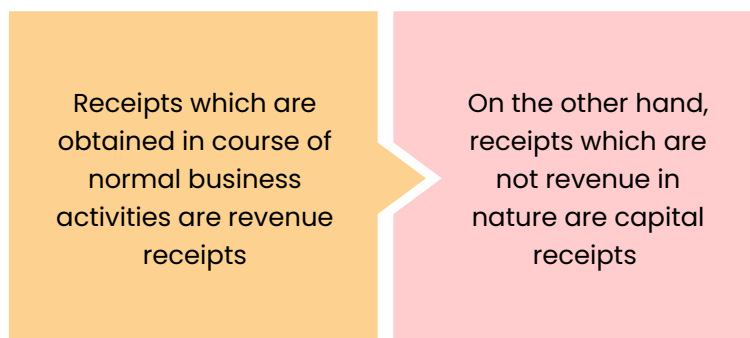 Receipts which are
obtained in course of
normal business
activities are revenue
receipts
On the other hand,
receipts which are
not revenue in
nature are capital
receipts